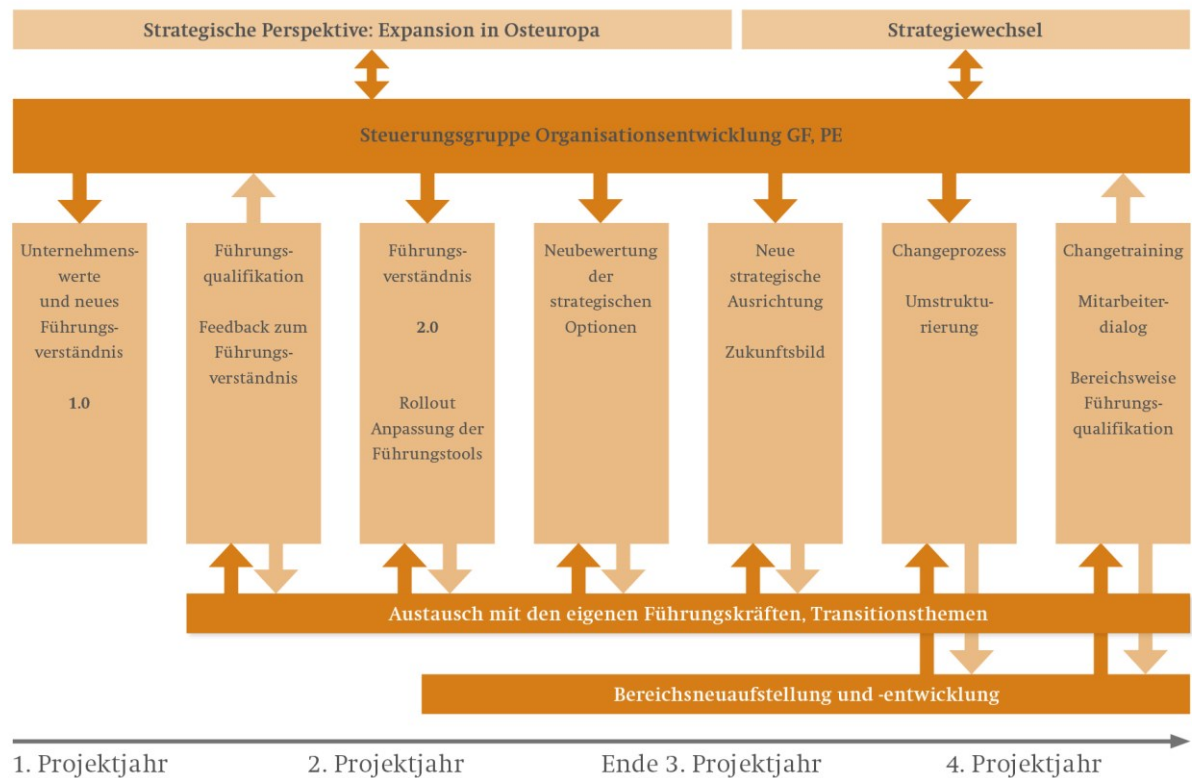 Strategische Perspektive: Expansion in Osteuropa
Strategiewechsel
Steuerungsgruppe Organisationsentwicklung GF, PE
Unternehmens-
werte
und neues
Führungs-
verständnis
1.0
Führungs-
qualifikation
Feedback zum
Führungs-
verständnis
Führungs-
verständnis
2.0
Rollout
Anpassung der
Führungstools
Neubewertung
der
strategischen
Optionen
Neue
strategische
Ausrichtung
Zukunftsbild
Changeprozess
Umstruktu-
rierung
Changetraining
Mitarbeiter-
dialog
Bereichsweise
Führungs-
qualifikation
Austausch mit den eigenen Führungskräften, Transitionsthemen
Bereichsneuaufstellung und -entwicklung
1. Projektjahr
2. Projektjahr
Ende 3. Projektjahr
4. Projektjahr